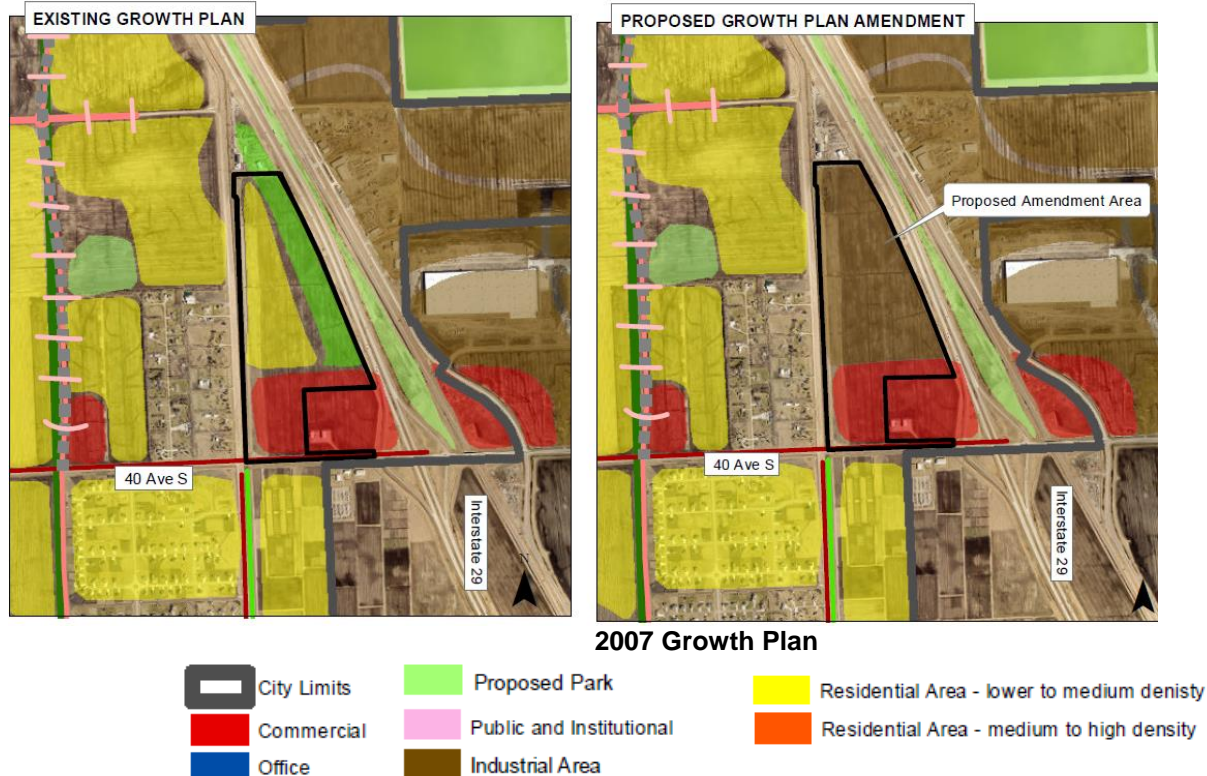 EXISTING GROWTH PLAN
PROPOSED GROWTH PLAN AMENDMENT
Proposed Amendment Area
40 Ave S
Interstate 29
N
40 Ave S
Interstate 29
2007 Growth Plan
City Limits
Proposed Park
Residential Area - lower to medium denisty
Commercial
Public and Institutional
Residential Area - medium to high density
Office
Industrial Area